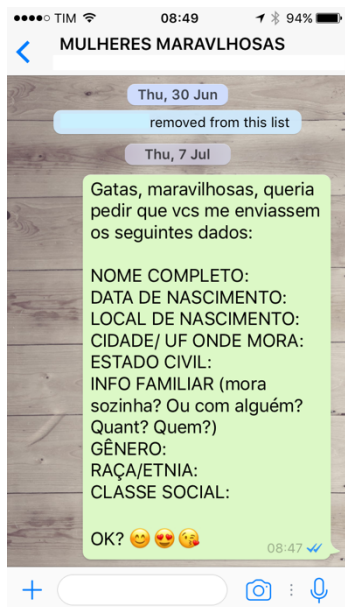 TIM 08:49 94%
MULHERES MARAVLHOSAS
Thu, 30 Jun
removed from this list
Thu, 7 Jul
Gatas, maravilhosas, queria
pedir que vcs me enviassem
os seguintes dados:
NOME COMPLETO:
DATA DE NASCIMENTO:
LOCAL DE NASCIMENTO:
CIDADE/ UF ONDE MORA:
ESTADO CIVIL:
INFO FAMILIAR (mora
sozinha? Ou com alguém?
Quant? Quem?)
GÊNERO:
RAÇA/ETNIA:
CLASSE SOCIAL:
OK? 😊 😍 😘
08:47